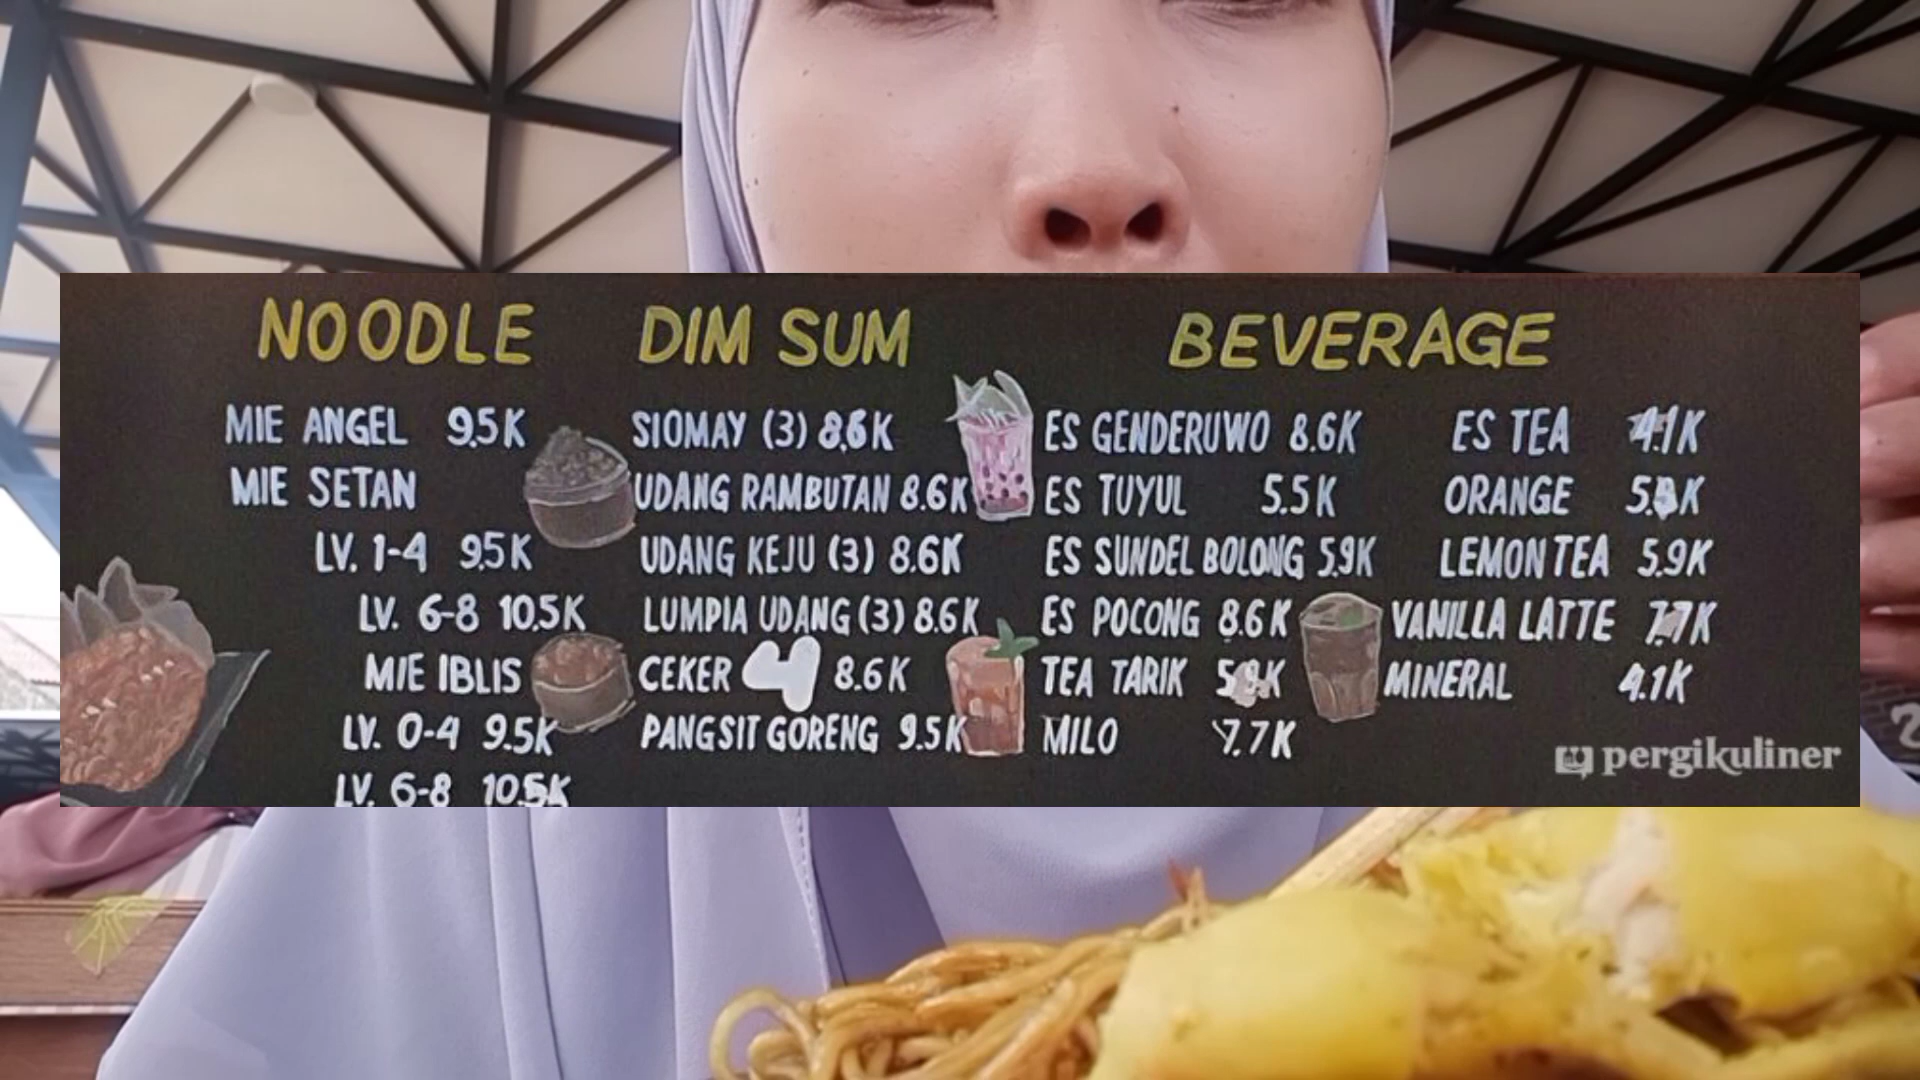 NOODLE
MIE ANGEL 9.5K
MIE SETAN
LV. 1-4 9.5K
LV. 6-8 10.5K
MIE IBLIS
LV. 0-4 9.5K
LV. 6-8 10.5K
DIM SUM
SIOMAY (3) 8.6K
UDANG RAMBUTAN 8.6K
UDANG KEJU (3) 8.6K
LUMPIA UDANG (3) 8.6K
CEKER 4 8.6K
PANGSIT GORENG 9.5K
BEVERAGE
ES GENDERUWO 8.6K
ES TUYUL 5.5K
ES SUNDEL BOLONG 5.9K
ES POCONG 8.6K
TEA TARIK
MILO 7.7K
ES TEA 4.1K
ORANGE
LEMON TEA 5.9K
VANILLA LATTE 7.7K
MINERAL 4.1K
pergikuliner